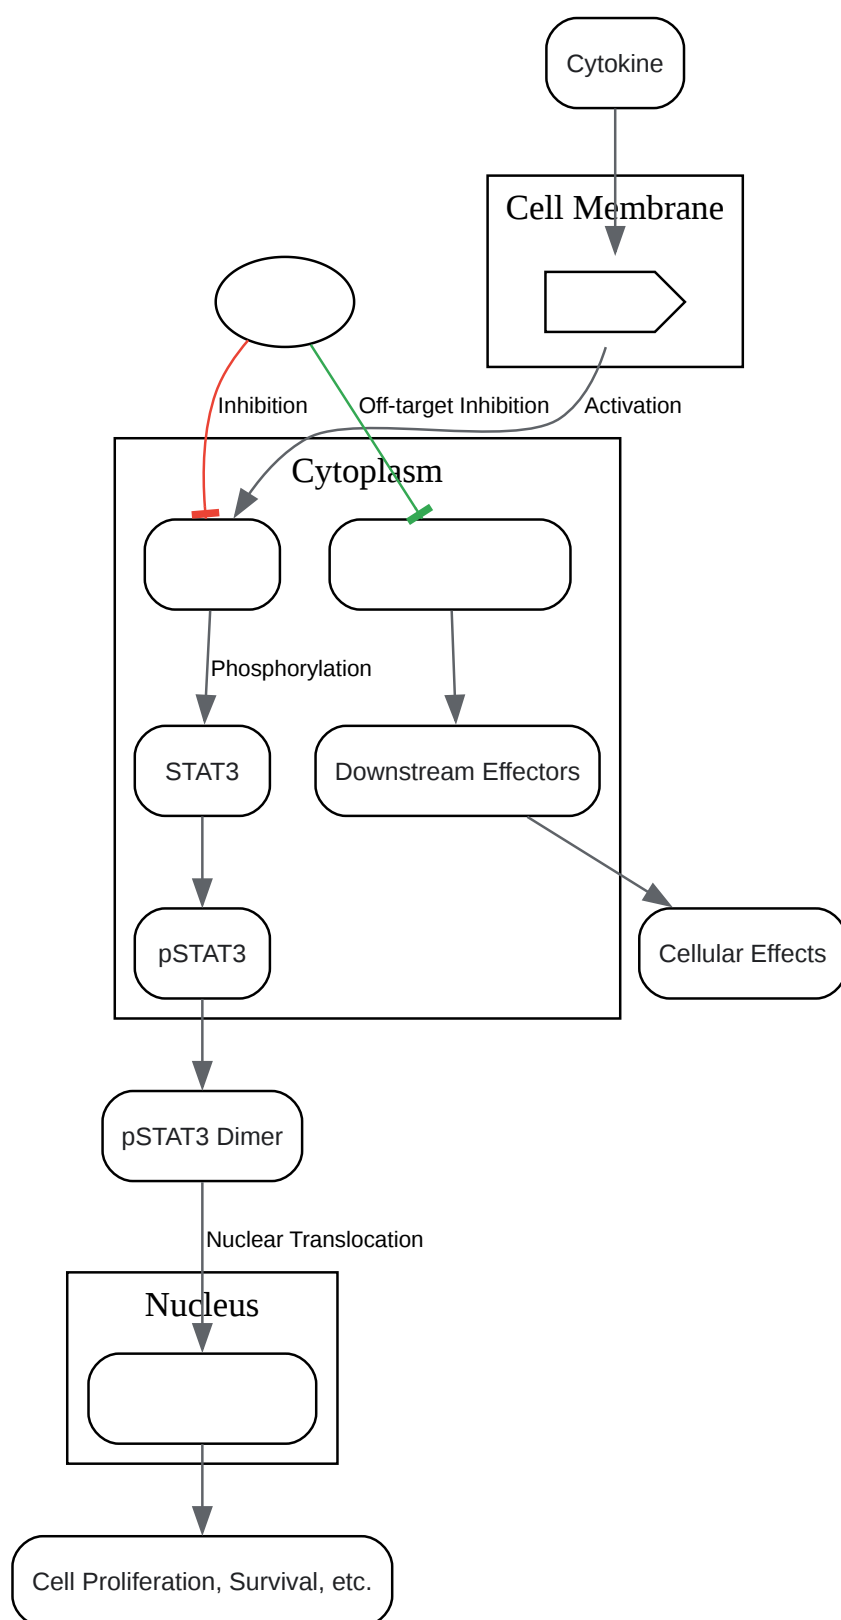 Cytokine
Cell Membrane
Inhibition
Off-target Inhibition
Activation
Cytoplasm
Phosphorylation
STAT3
Downstream Effectors
pSTAT3
Cellular Effects
pSTAT3 Dimer
Nuclear Translocation
Nucleus
Cell Proliferation, Survival, etc.